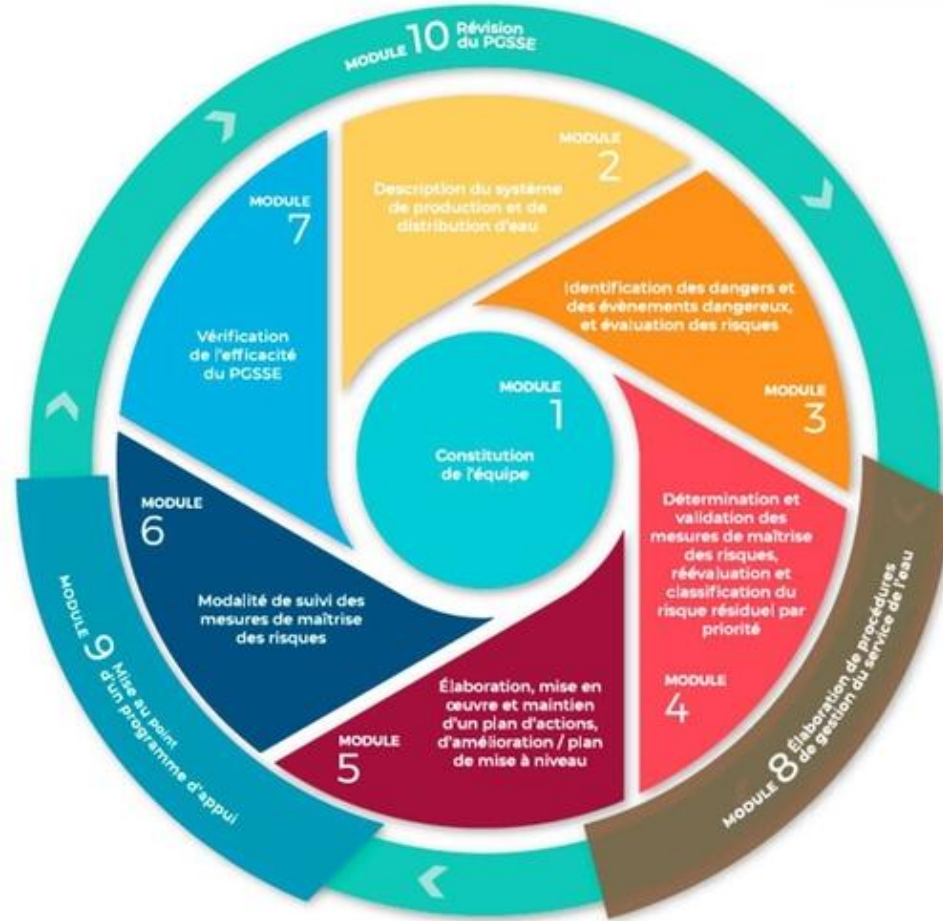 MODULE 10 Révision
du PGSSE
MODULE
2
Description du système
de production et de
distribution d'eau
MODULE
7
Vérification
de l'efficacité
du PGSSE
Identification des dangers et
des évènements dangereux,
et évaluation des risques
MODULE
3
MODULE
1
Constitution
de l'équipe
MODULE
6
Modalité de suivi des
mesures de maîtrise
des risques
Détermination et
validation des
mesures de maîtrise
des risques,
réévaluation et
classification du
risque résiduel par
priorité
MODULE
4
Élaboration, mise en
œuvre et maintien
d'un plan d'actions,
d'amélioration / plan
de mise à niveau
MODULE
5
MODULE 9 Mise au point
d'un programme d'appui
MODULE 8 Élaboration de procédures
de gestion du service de l'eau